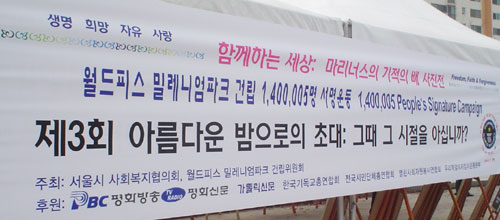 생명 희망 자유 사랑
함께하는 세상: 마리너스의 기적의 배, 사진전
Freedom, Faith & Forgiveness
월드피스 밀레니엄파크 건립 1,400,005명 서명운동 1,400,005 People's Signature Campaign
제3회 아름다운 밤으로의 초대: 그때 그 시절을 아십니까?
주최: 서울시 사회복지협의회, 월드피스 밀레니엄파크 건립위원회
후원: PBC 평화방송 TV RADIO 평화신문 가톨릭신문 한국기독교총연합회